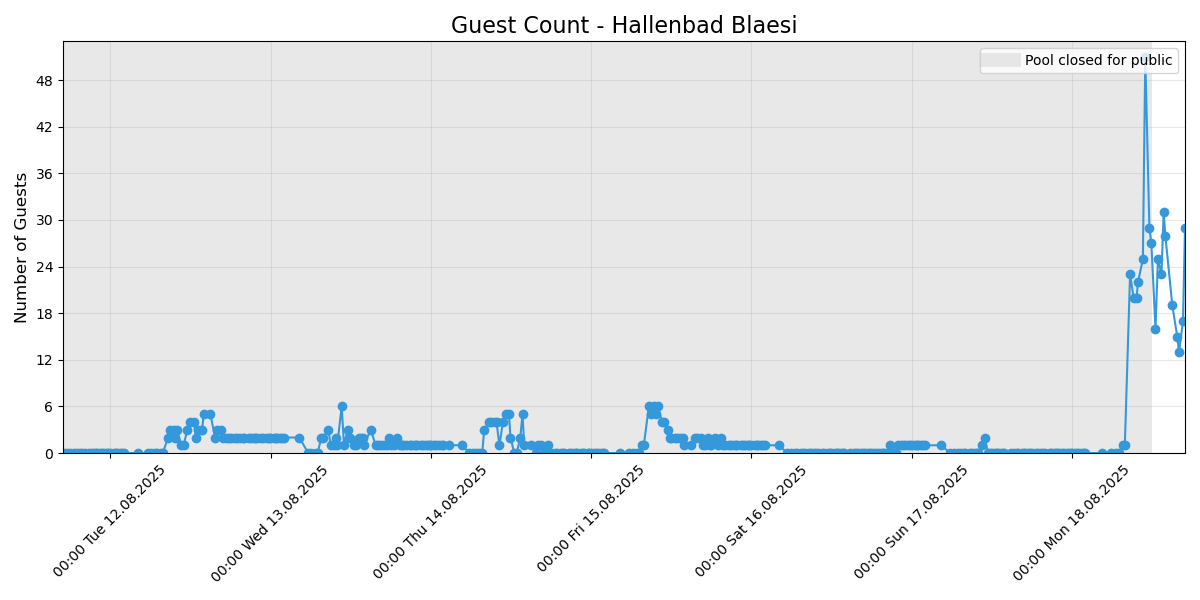 Guest Count - Hallenbad Blaesi
Pool closed for public
Number of Guests
48
42
36
30
24
18
12
6
0
00:00 Tue 12.08.2025
00:00 Wed 13.08.2025
00:00 Thu 14.08.2025
00:00 Fri 15.08.2025
00:00 Sat 16.08.2025
00:00 Sun 17.08.2025
00:00 Mon 18.08.2025